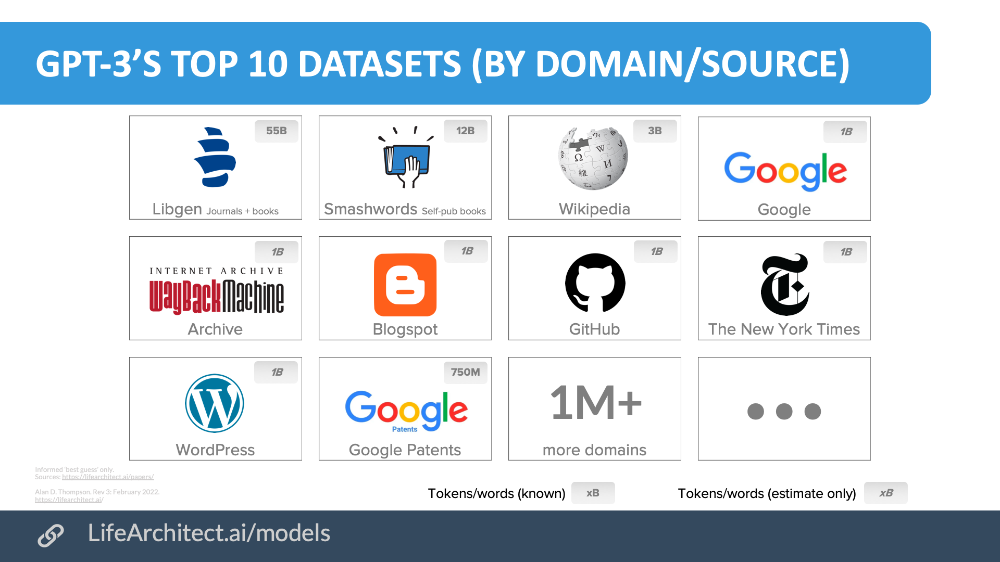 GPT-3’S TOP 10 DATASETS (BY DOMAIN/SOURCE)
55B
Libgen Journals + books
12B
Smashwords Self-pub books
3B
Ω W И 維 7
Wikipedia
1B
Google
Google
1B
INTERNET ARCHIVE
WayBackMachine
Archive
1B
B
Blogspot
1B
GitHub
1B
T
The New York Times
1B
W
WordPress
750M
Google
Patents
Google Patents
1M+
more domains
Informed ‘best guess’ only.
Sources: https://lifearchitect.ai/papers/
Alan D. Thompson. Rev 3: February 2022.
https://lifearchitect.ai/
Tokens/words (known) xB
Tokens/words (estimate only) xB
LifeArchitect.ai/models